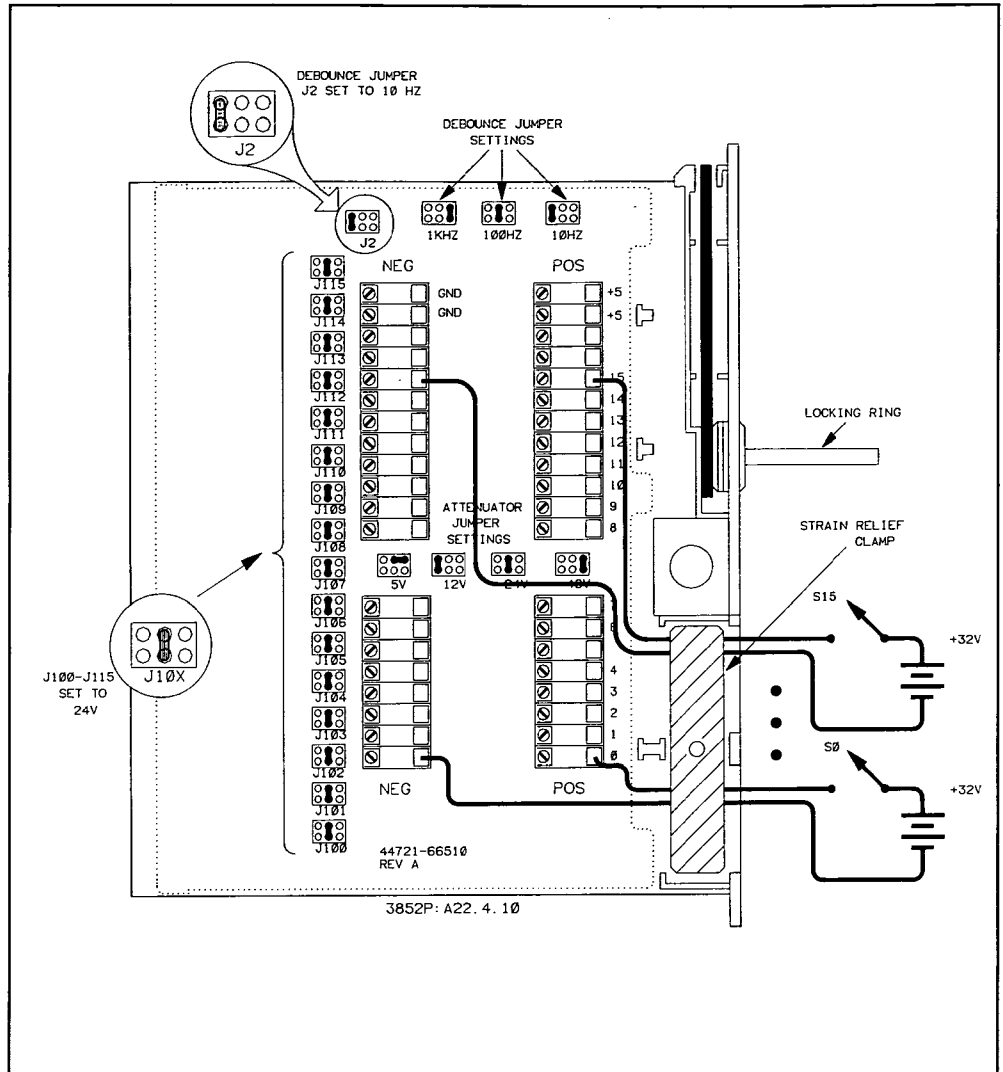 DEBOUNCE JUMPER
J2 SET TO 10 HZ
J2
DEBOUNCE JUMPER
SETTINGS
J2
1KHZ
100HZ
10HZ
NEG
POS
J115
J114
J113
J112
J111
J110
J109
J108
J107
J106
J105
J104
J103
J102
J101
J100
GND
GND
+5
+5
15
14
13
12
11
10
9
8
ATTENUATOR
JUMPER
SETTINGS
5V
12V
24V
4
3
2
1
0
NEG
POS
LOCKING RING
STRAIN RELIEF
CLAMP
S15
+32V
S0
+32V
J10X
J100-J115
SET TO
24V
44721-66510
REV A
3852P:A22.4.10